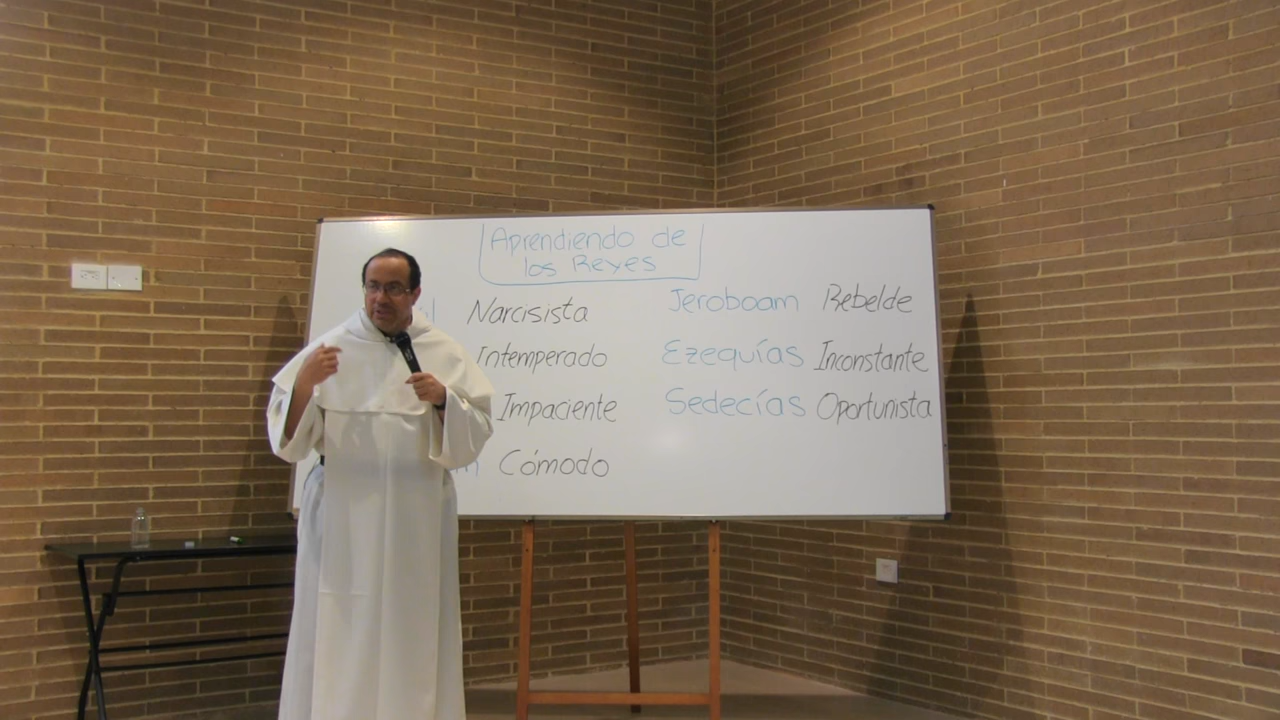 Aprendiendo de
los Reyes
Narcisista
Intemperado
Impaciente
Cómodo
Jeroboam Rebelde
Ezequías Inconstante
Sedecías Oportunista